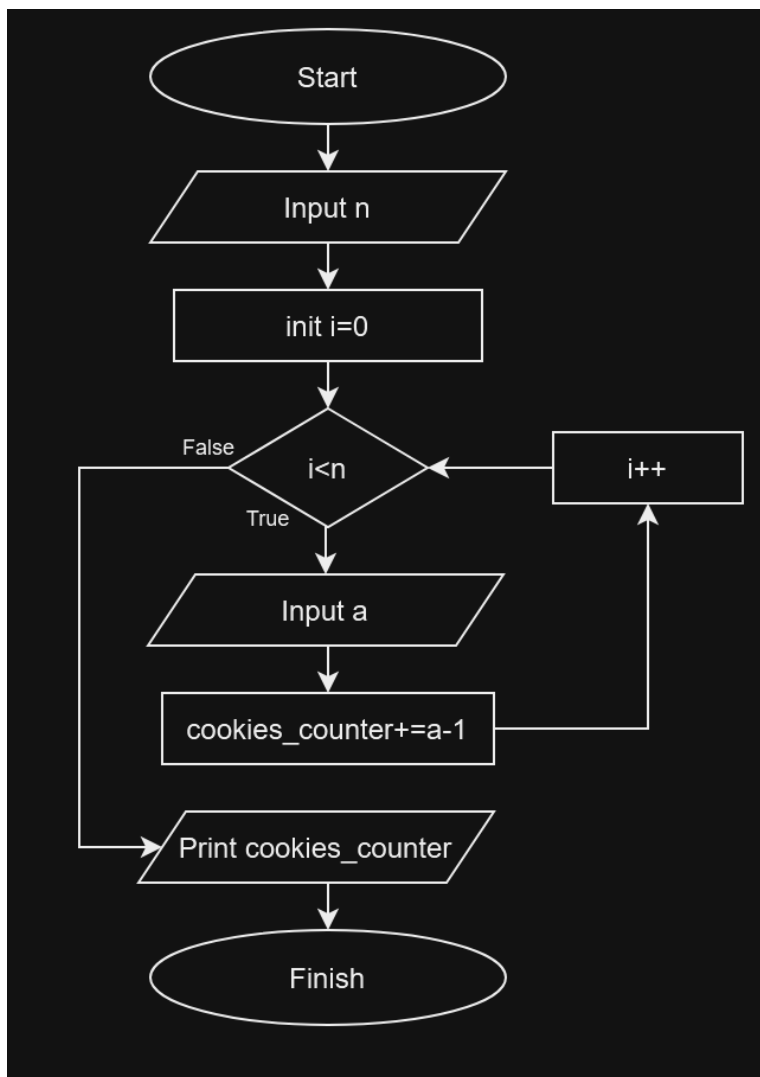 Start
Input n
init i=0
False
i<n
i++
True
Input a
cookies_counter+=a-1
Print cookies_counter
Finish